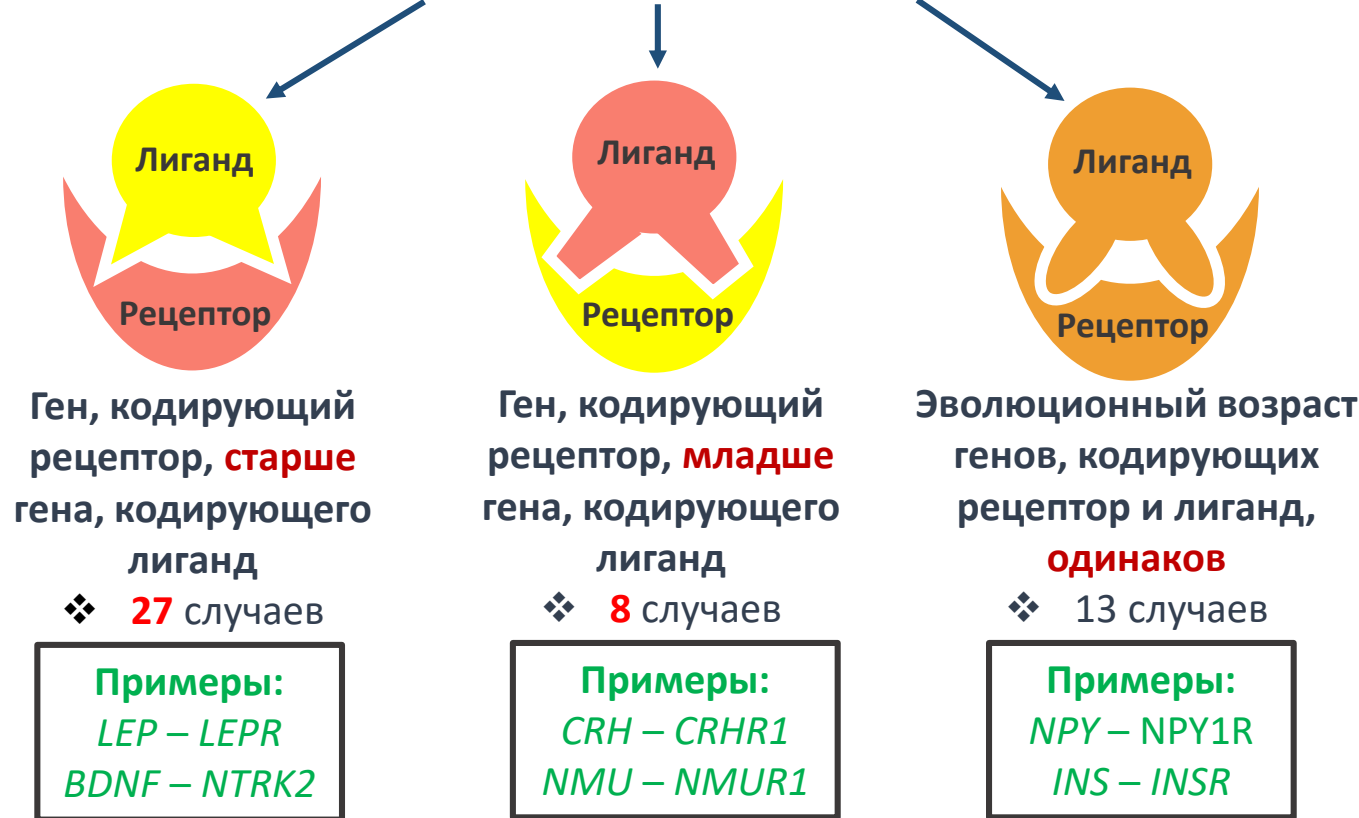 Лиганд
Рецептор
Ген, кодирующий
рецептор, старше
гена, кодирующего
лиганд
❖ 27 случаев
Примеры:
LEP – LEPR
BDNF – NTRK2
Лиганд
Рецептор
Ген, кодирующий
рецептор, младше
гена, кодирующего
лиганд
❖ 8 случаев
Примеры:
CRH – CRHR1
NMU – NMUR1
Лиганд
Рецептор
Эволюционный возраст
генов, кодирующих
рецептор и лиганд,
одинаков
❖ 13 случаев
Примеры:
NPY – NPY1R
INS – INSR